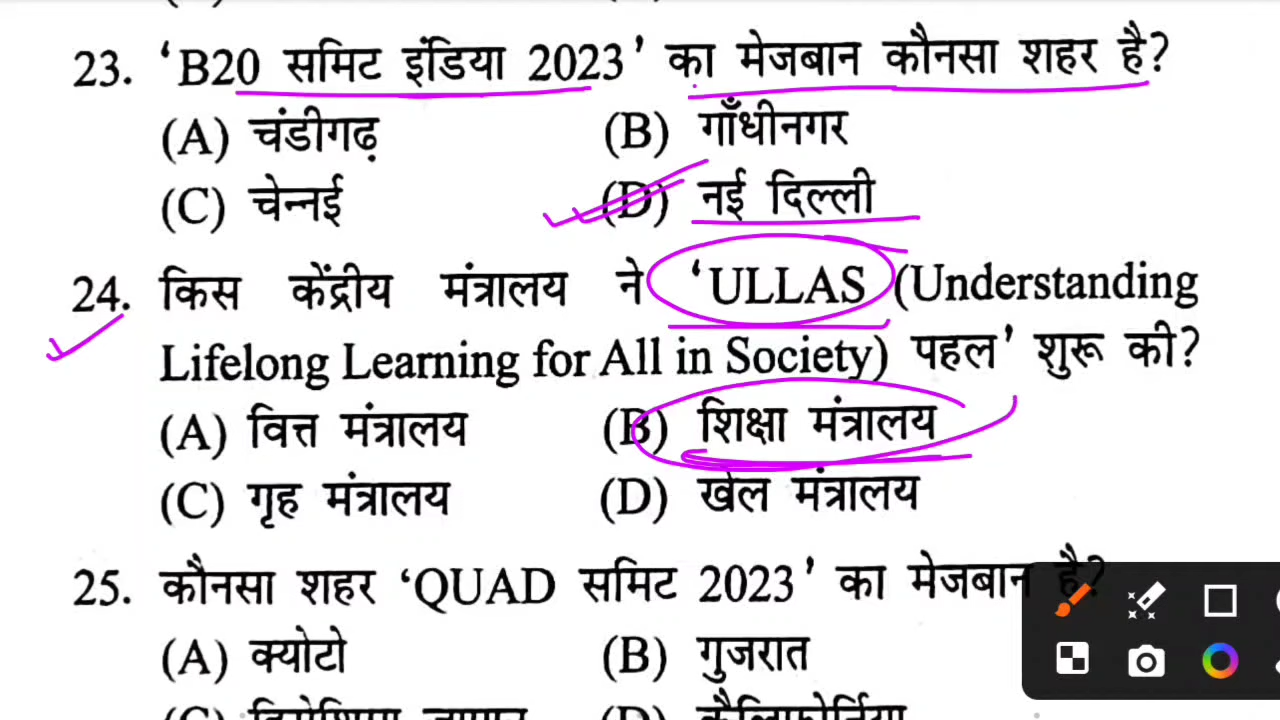 23. ‘B20 समिट इंडिया 2023’ का मेजबान कौनसा शहर है?
(A) चंडीगढ़ (B) गाँधीनगर
(C) चेन्नई (D) नई दिल्ली
24. किस केंद्रीय मंत्रालय ने ‘ULLAS (Understanding
Lifelong Learning for All in Society) पहल’ शुरू की?
(A) वित्त मंत्रालय (B) शिक्षा मंत्रालय
(C) गृह मंत्रालय (D) खेल मंत्रालय
25. कौनसा शहर ‘QUAD समिट 2023’ का मेजबान है?
(A) क्योटो (B) गुजरात
(D) कैलिफोर्निया